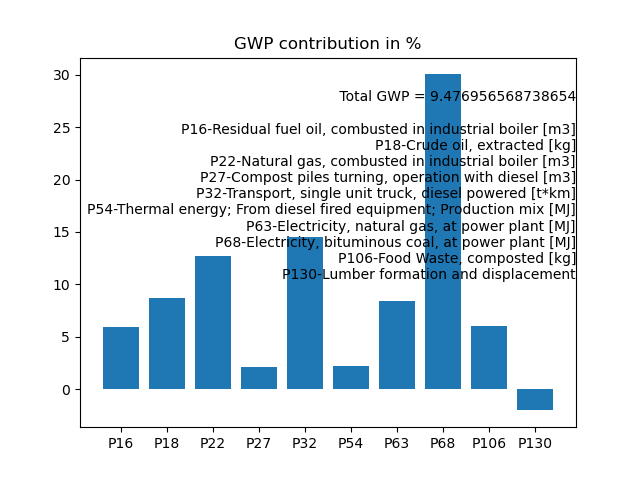 GWP contribution in %
30
25
20
15
10
5
0
Total GWP = 9.476956568738654
P16-Residual fuel oil, combusted in industrial boiler [m3]
P18-Crude oil, extracted [kg]
P22-Natural gas, combusted in industrial boiler [m3]
P27-Compost piles turning, operation with diesel [m3]
P32-Transport, single unit truck, diesel powered [t*km]
P54-Thermal energy; From diesel fired equipment; Production mix [MJ]
P63-Electricity, natural gas, at power plant [MJ]
P68-Electricity, bituminous coal, at power plant [MJ]
P106-Food Waste, composted [kg]
P130-Lumber formation and displacement
P16 P18 P22 P27 P32 P54 P63 P68 P106 P130